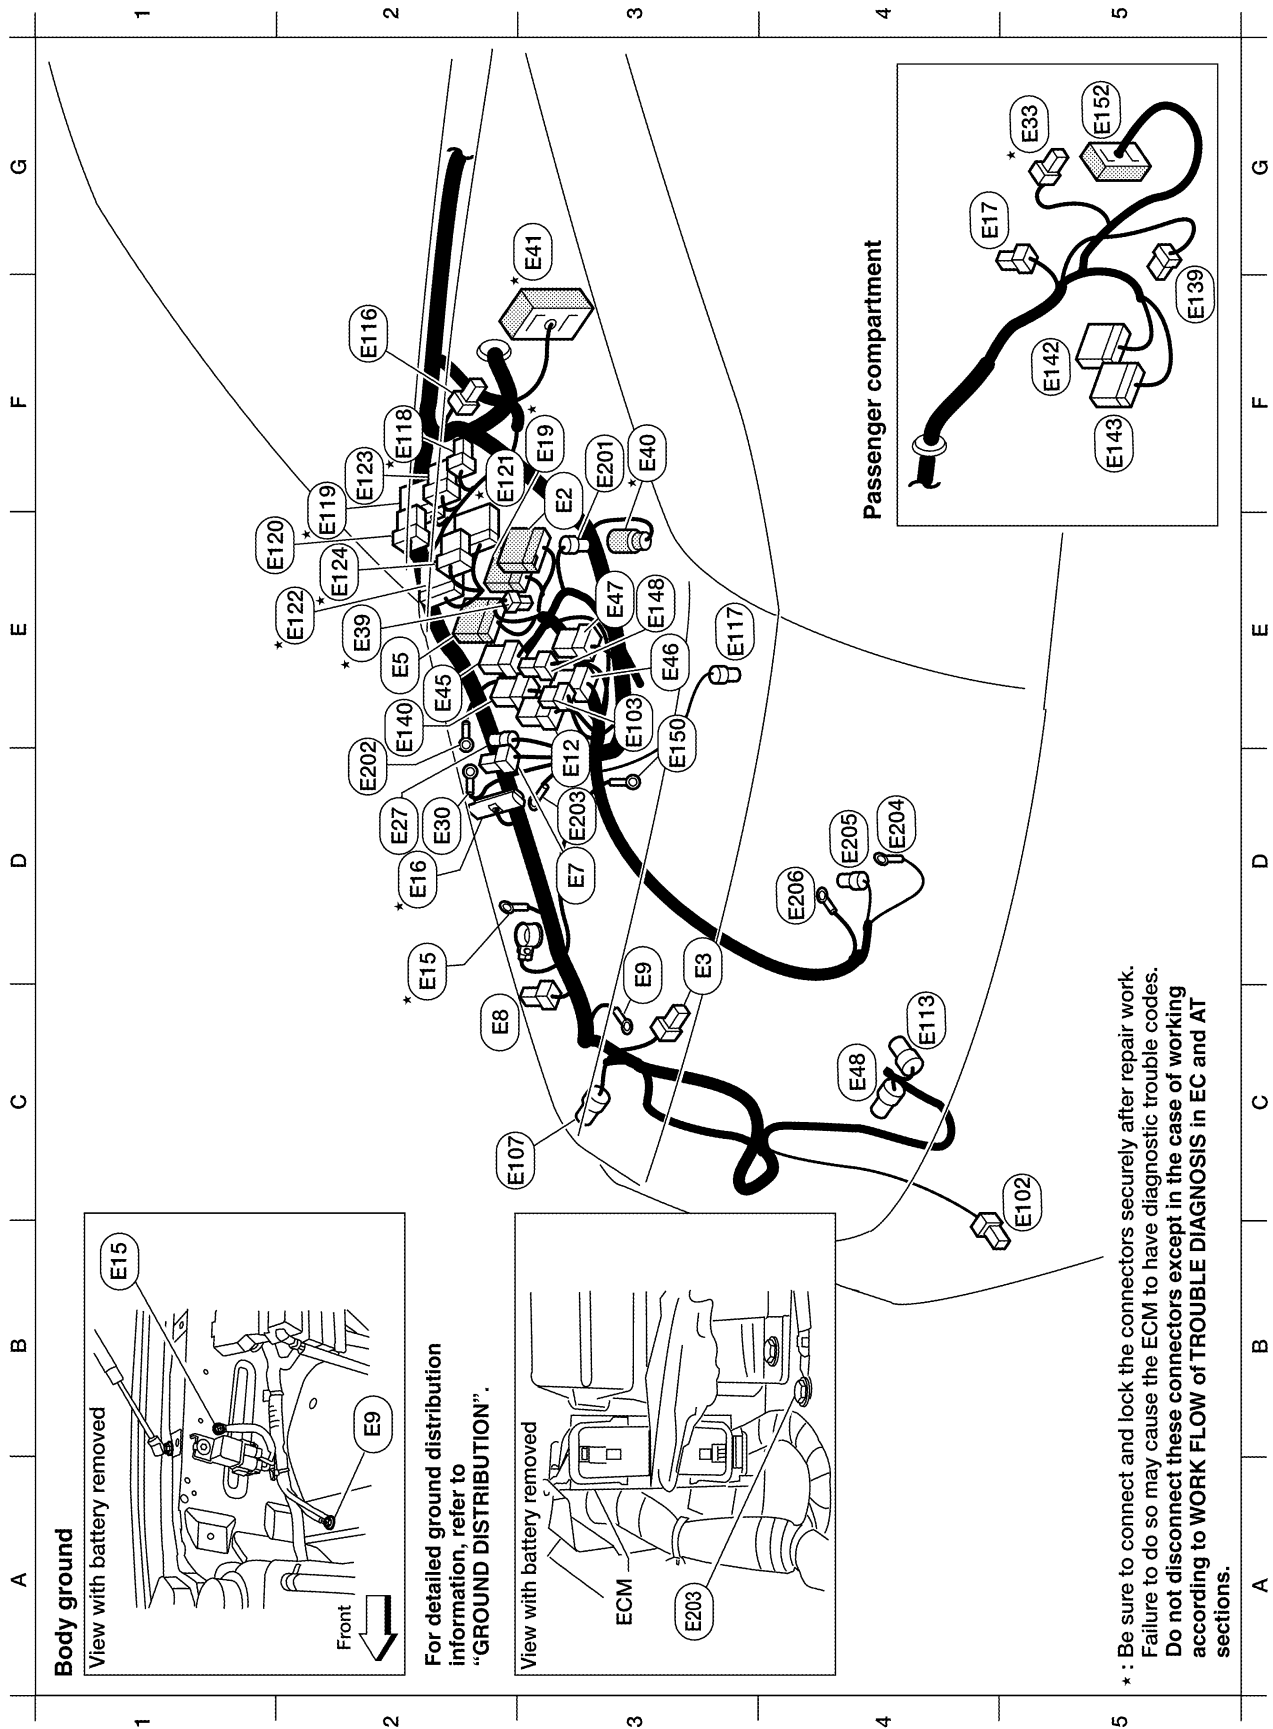 1
2
3
4
5
G
F
E
D
C
B
A
Body ground
View with battery removed
E15
E9
Front
For detailed ground distribution
information, refer to
“GROUND DISTRIBUTION”.
View with battery removed
ECM
E203
★E122
★E124
E120
★E119
E123
★E118
E116
★E41
★E39
E5
E45
E140
E202
E27
E30
★E16
★E15
E8
E107
★E121
★E19
E2
E201
★E40
E47
E148
E117
E46
E103
E150
E12
E203
E7
E9
E3
E206
E205
E204
E48
E113
E102
Passenger compartment
E17
★E33
E152
E142
E143
E139
★ : Be sure to connect and lock the connectors securely after repair work.
Failure to do so may cause the ECM to have diagnostic trouble codes.
Do not disconnect these connectors except in the case of working
according to WORK FLOW of TROUBLE DIAGNOSIS in EC and AT
sections.
1
2
3
4
5
G
F
E
D
C
B
A